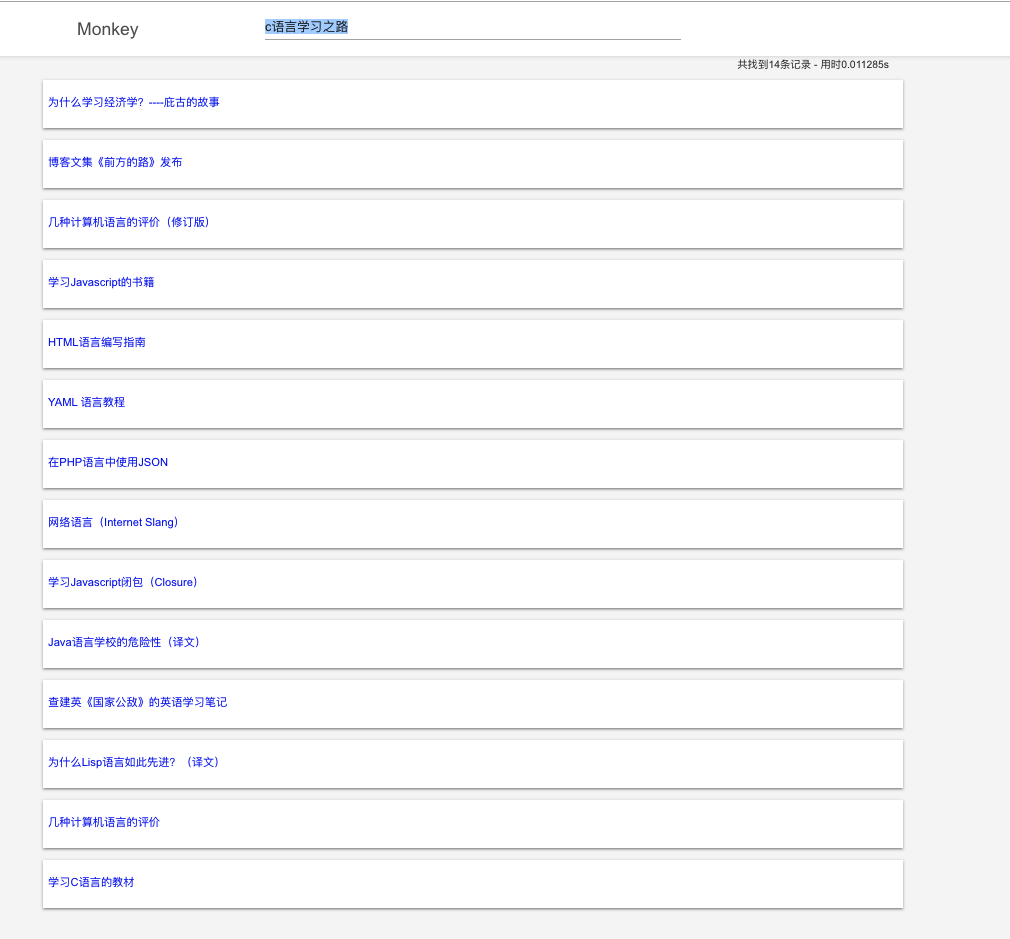 Monkey
c语言学习之路
共找到14条记录 - 用时0.011285s
为什么学习经济学？----庇古的故事
博客文集《前方的路》发布
几种计算机语言的评价（修订版）
学习Javascript的书籍
HTML语言编写指南
YAML 语言教程
在PHP语言中使用JSON
网络语言（Internet Slang）
学习Javascript闭包（Closure）
Java语言学校的危险性（译文）
查建英《国家公敌》的英语学习笔记
为什么Lisp语言如此先进？（译文）
几种计算机语言的评价
学习C语言的教材